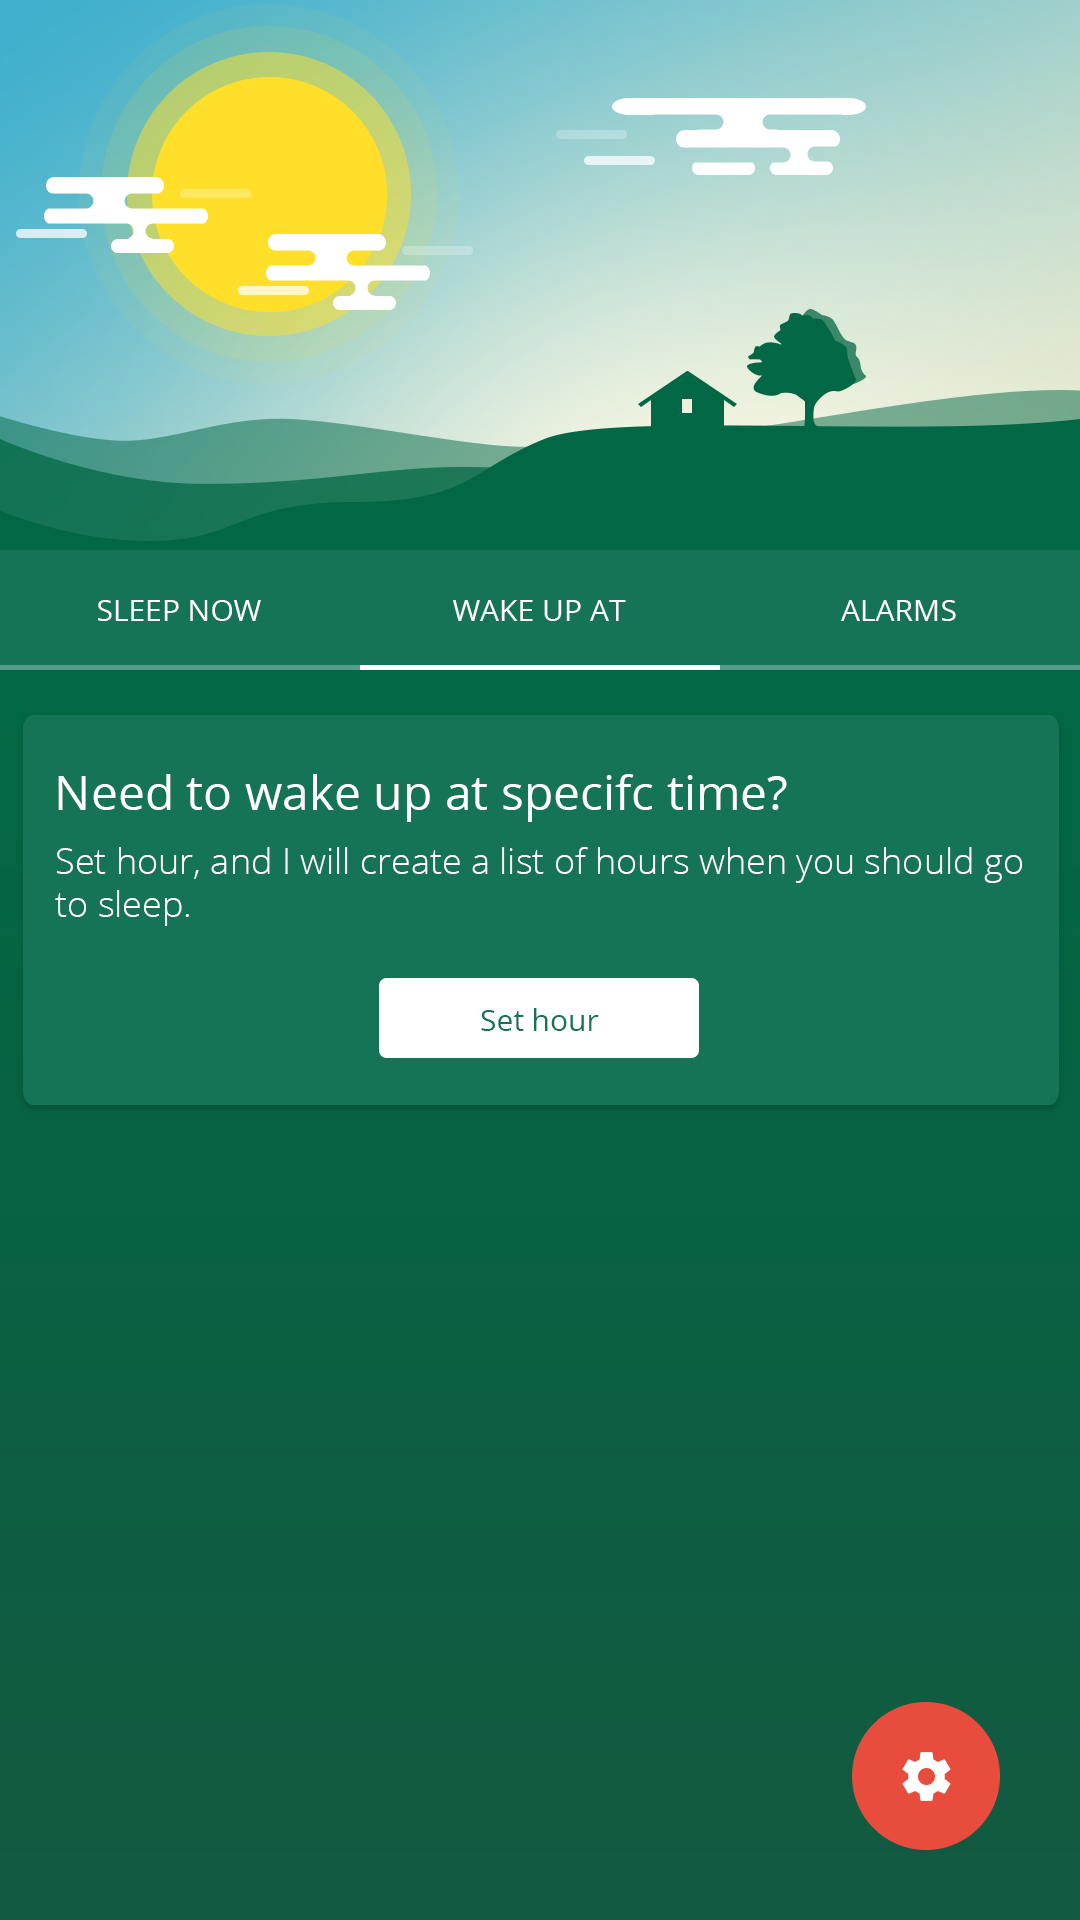 SLEEP NOW WAKE UP AT ALARMS
Need to wake up at specifc time?
Set hour, and I will create a list of hours when you should go
to sleep.
Set hour